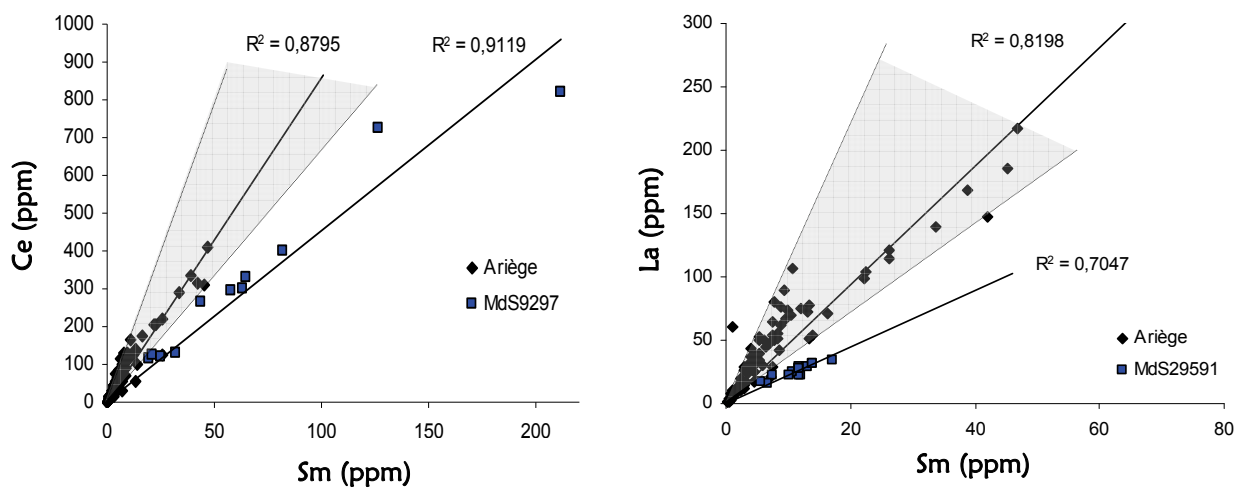 1000
900
800
700
600
500
400
300
200
100
0
Ce (ppm)
R² = 0,8795
R² = 0,9119
Ariège
MdS9297
0 50 100 150 200
Sm (ppm)
300
250
200
150
100
50
0
La (ppm)
R² = 0,8198
R² = 0,7047
Ariège
MdS29591
0 20 40 60 80
Sm (ppm)